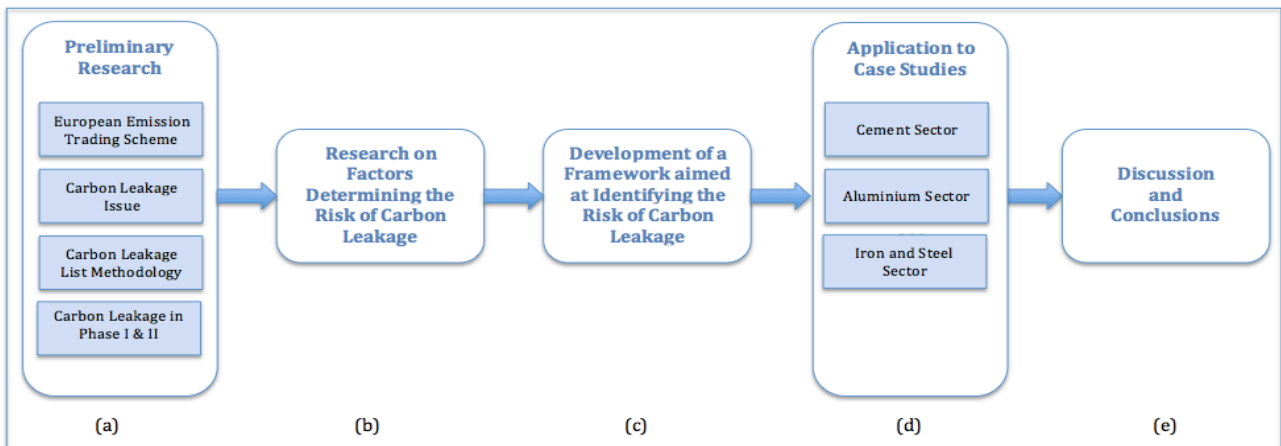 Preliminary
Research
European Emission
Trading Scheme
Carbon Leakage
Issue
Carbon Leakage
List Methodology
Carbon Leakage in
Phase I & II
(a)
Research on
Factors
Determining the
Risk of Carbon
Leakage
(b)
Development of a
Framework aimed
at Identifying the
Risk of Carbon
Leakage
(c)
Application to
Case Studies
Cement Sector
Aluminium Sector
...
Iron and Steel
Sector
(d)
Discussion
and
Conclusions
(e)